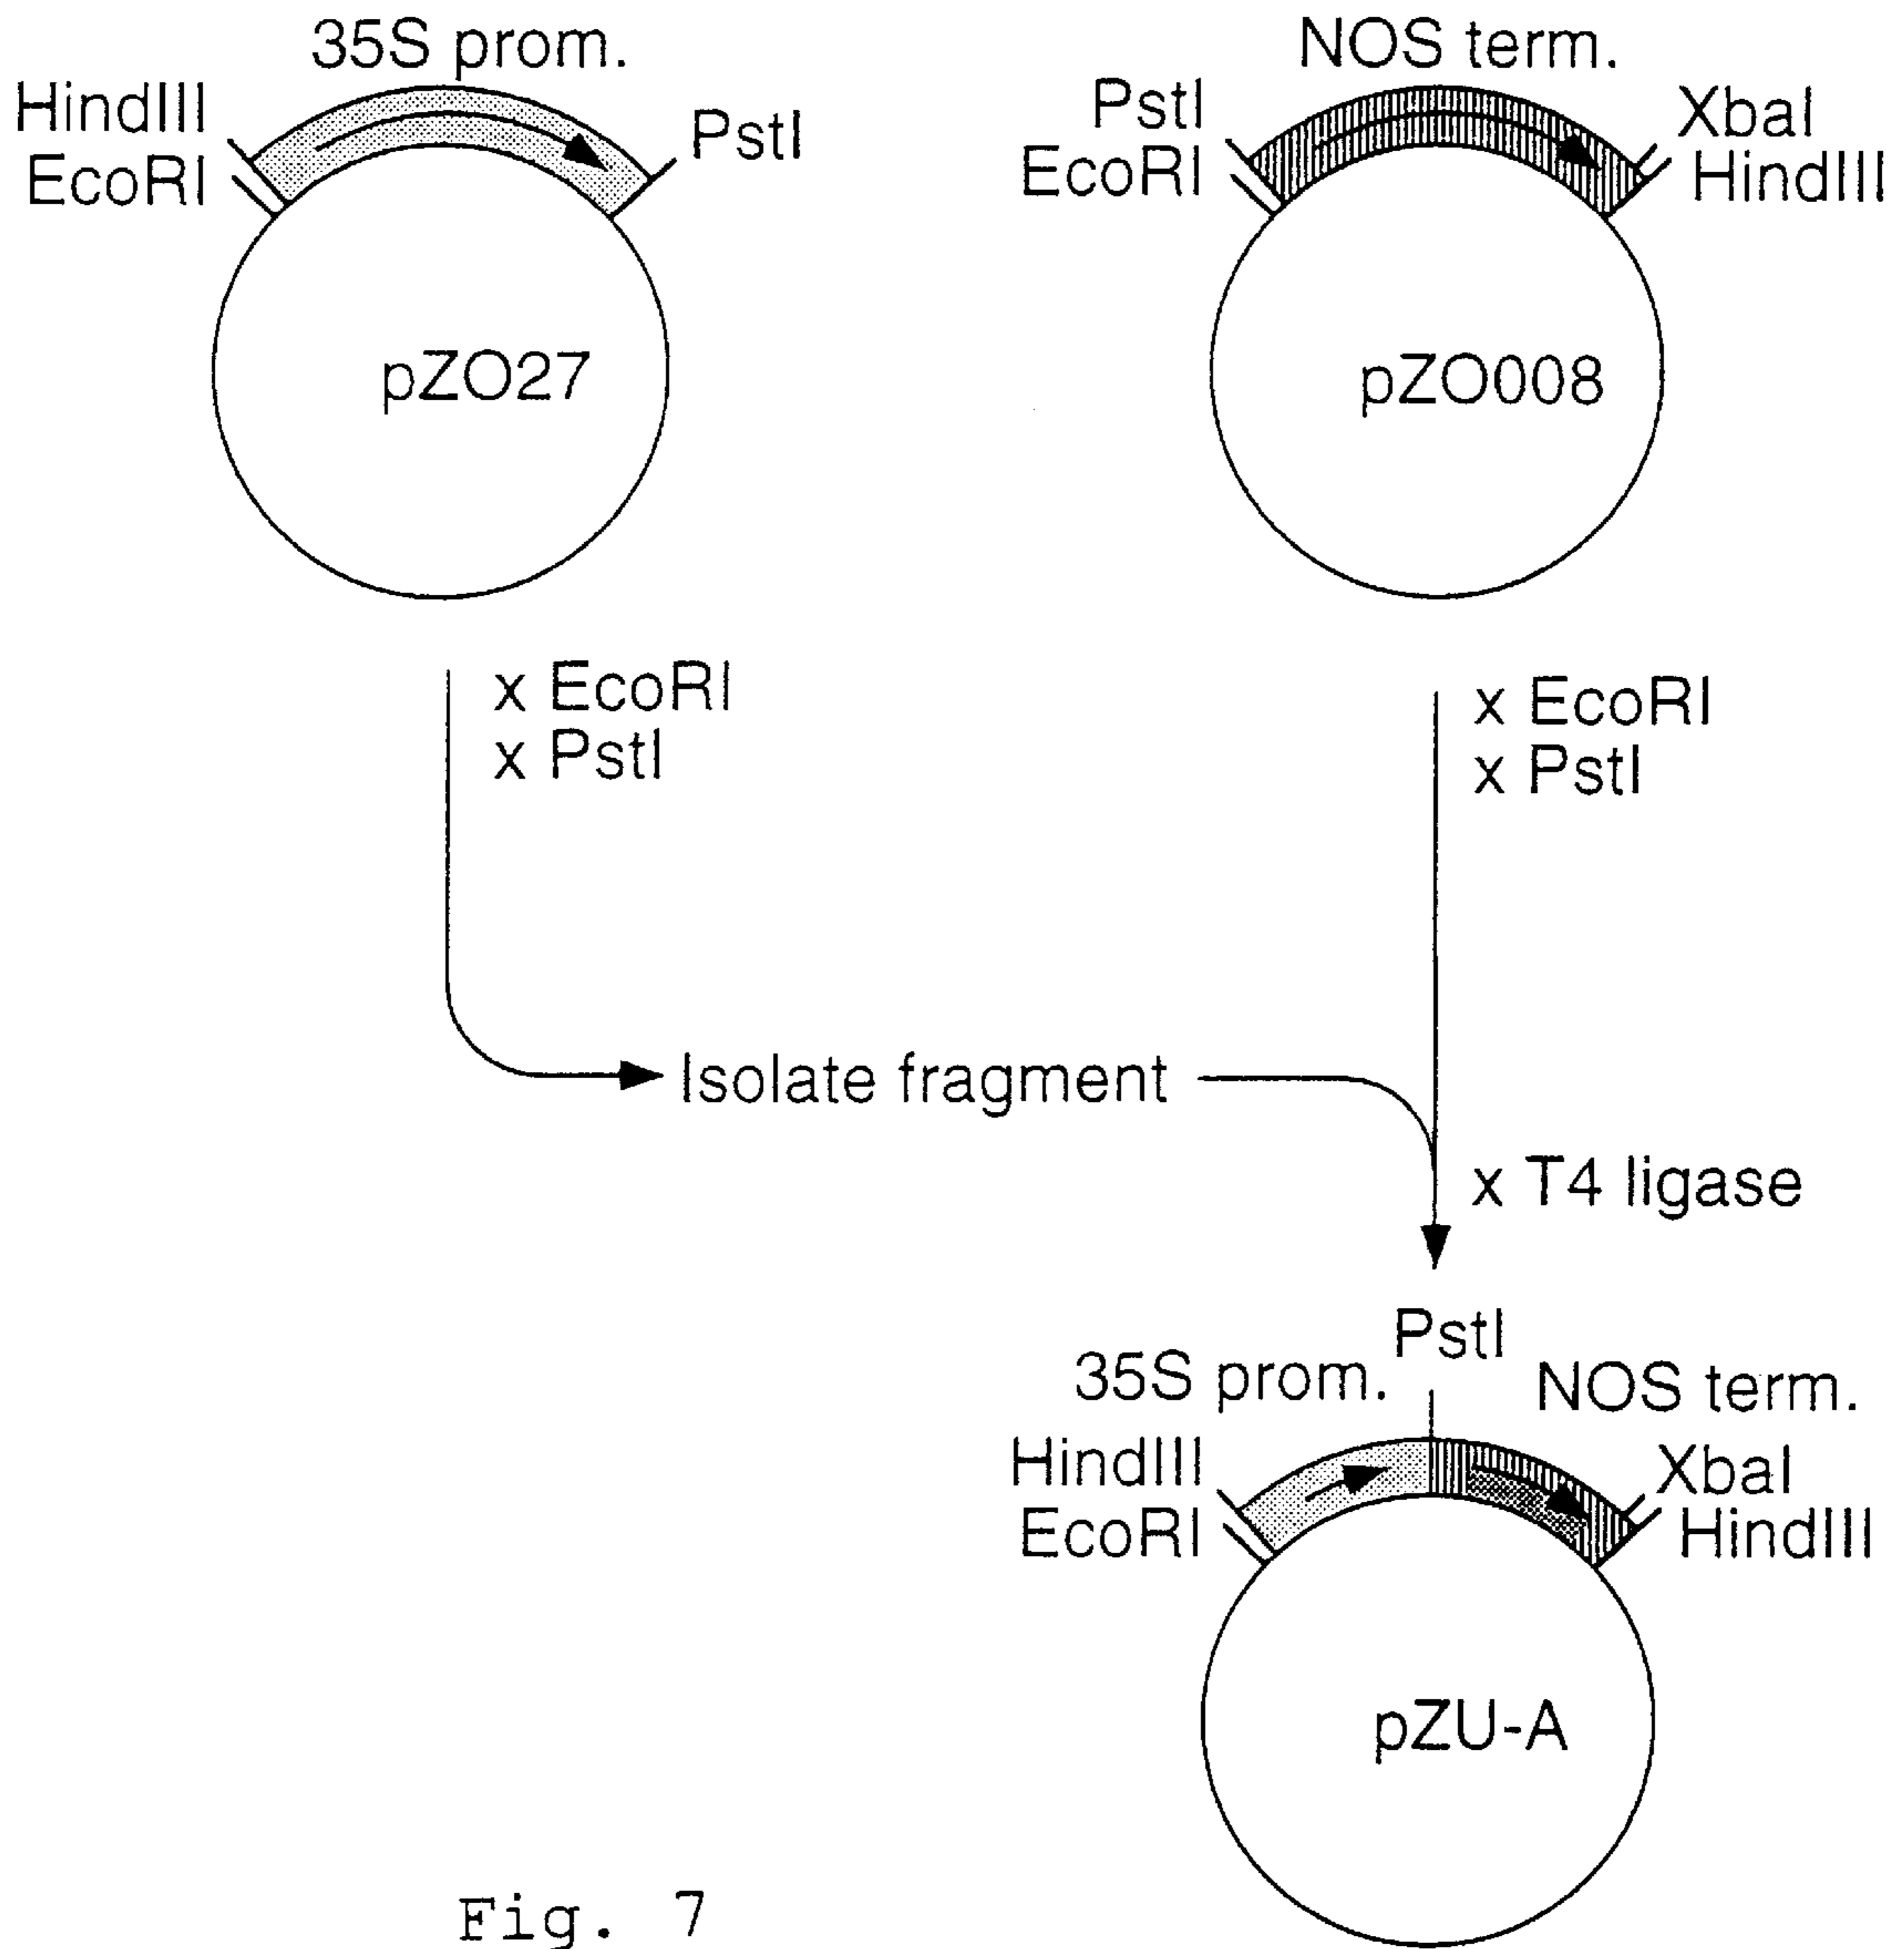 35S prom.
HindIII
EcoRI
PstI
pZO27
NOS term.
PstI
EcoRI
XbaI
HindIII
pZO008
x EcoRI
x PstI
x EcoRI
x PstI
Isolate fragment
x T4 ligase
PstI
35S prom.
NOS term.
HindIII
EcoRI
XbaI
HindIII
pZU-A
Fig. 7